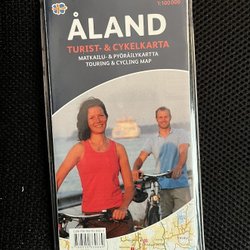 1:100 000
ÅLAND
TURIST- & CYKELKARTA
MATKAILU- & PYÖRÄILYKARTTA
TOURING & CYCLING MAP